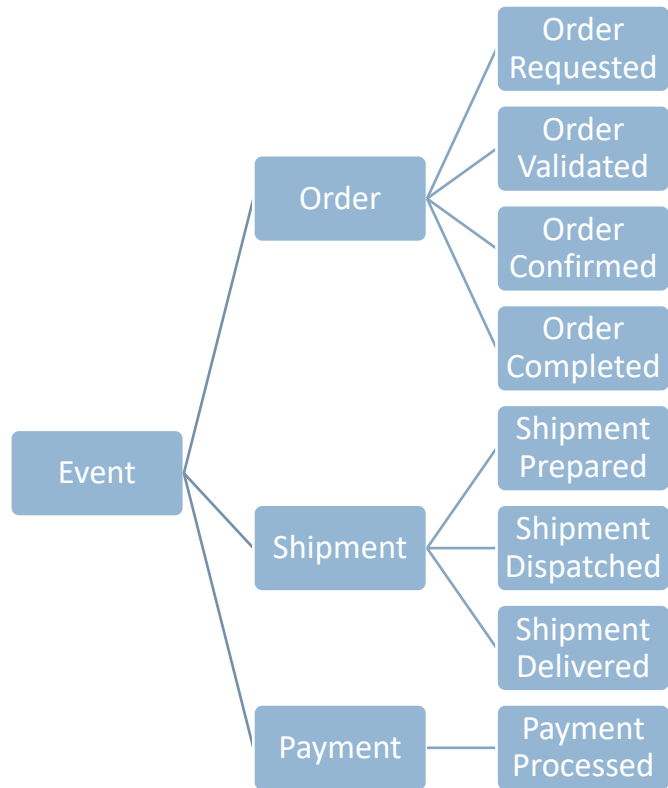 Event
Order
Order
Requested
Order
Validated
Order
Confirmed
Order
Completed
Shipment
Shipment
Prepared
Shipment
Dispatched
Shipment
Delivered
Payment
Payment
Processed